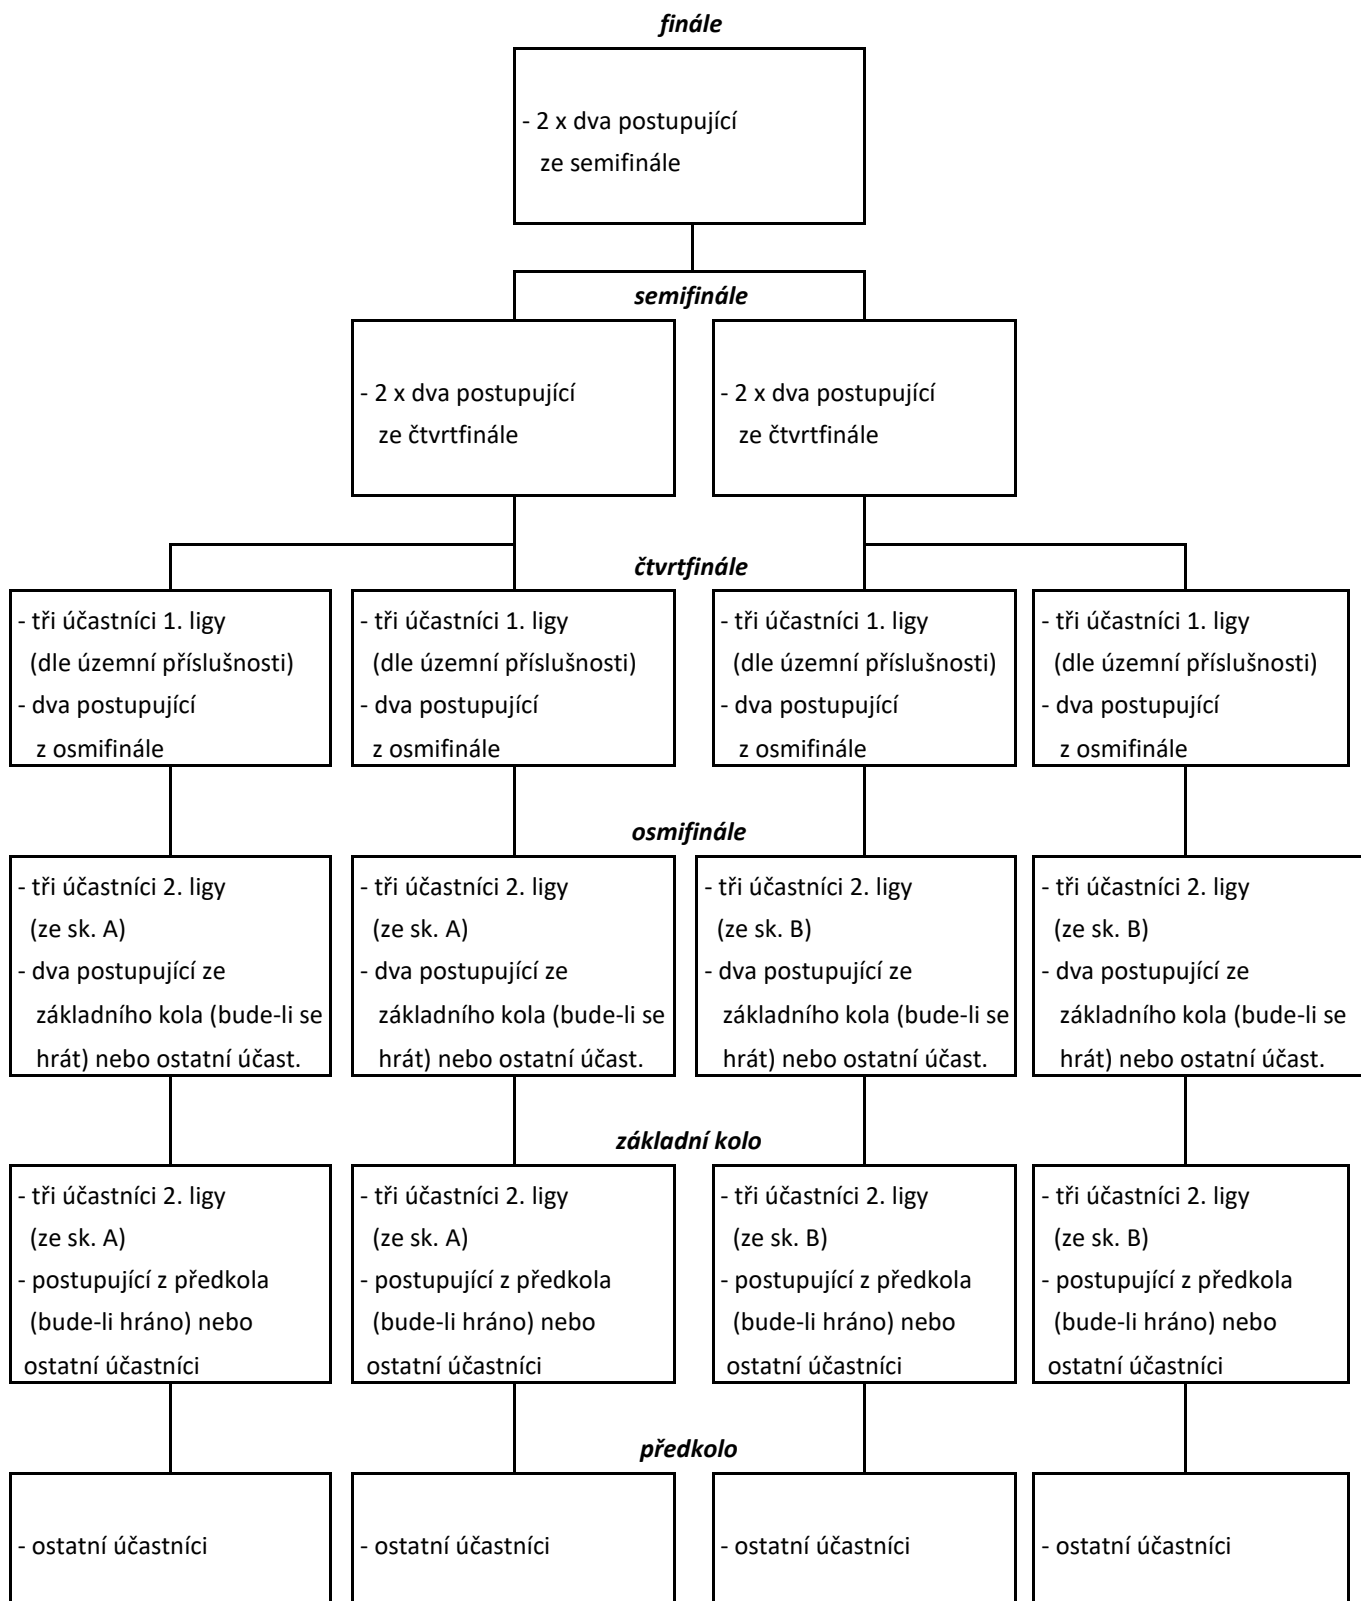 finále
- 2 x dva postupující
ze semifinále
semifinále
- 2 x dva postupující
ze čtvrtfinále
- 2 x dva postupující
ze čtvrtfinále
čtvrtfinále
- tři účastníci 1. ligy
(dle územní příslušnosti)
- dva postupující
z osmifinále
- tři účastníci 1. ligy
(dle územní příslušnosti)
- dva postupující
z osmifinále
- tři účastníci 1. ligy
(dle územní příslušnosti)
- dva postupující
z osmifinále
- tři účastníci 1. ligy
(dle územní příslušnosti)
- dva postupující
z osmifinále
osmifinále
- tři účastníci 2. ligy
(ze sk. A)
- dva postupující ze
základního kola (bude-li se
hrát) nebo ostatní účast.
- tři účastníci 2. ligy
(ze sk. A)
- dva postupující ze
základního kola (bude-li se
hrát) nebo ostatní účast.
- tři účastníci 2. ligy
(ze sk. B)
- dva postupující ze
základního kola (bude-li se
hrát) nebo ostatní účast.
- tři účastníci 2. ligy
(ze sk. B)
- dva postupující ze
základního kola (bude-li se
hrát) nebo ostatní účast.
základní kolo
- tři účastníci 2. ligy
(ze sk. A)
- postupující z předkola
(bude-li hráno) nebo
ostatní účastníci
- tři účastníci 2. ligy
(ze sk. A)
- postupující z předkola
(bude-li hráno) nebo
ostatní účastníci
- tři účastníci 2. ligy
(ze sk. B)
- postupující z předkola
(bude-li hráno) nebo
ostatní účastníci
- tři účastníci 2. ligy
(ze sk. B)
- postupující z předkola
(bude-li hráno) nebo
ostatní účastníci
předkolo
- ostatní účastníci
- ostatní účastníci
- ostatní účastníci
- ostatní účastníci